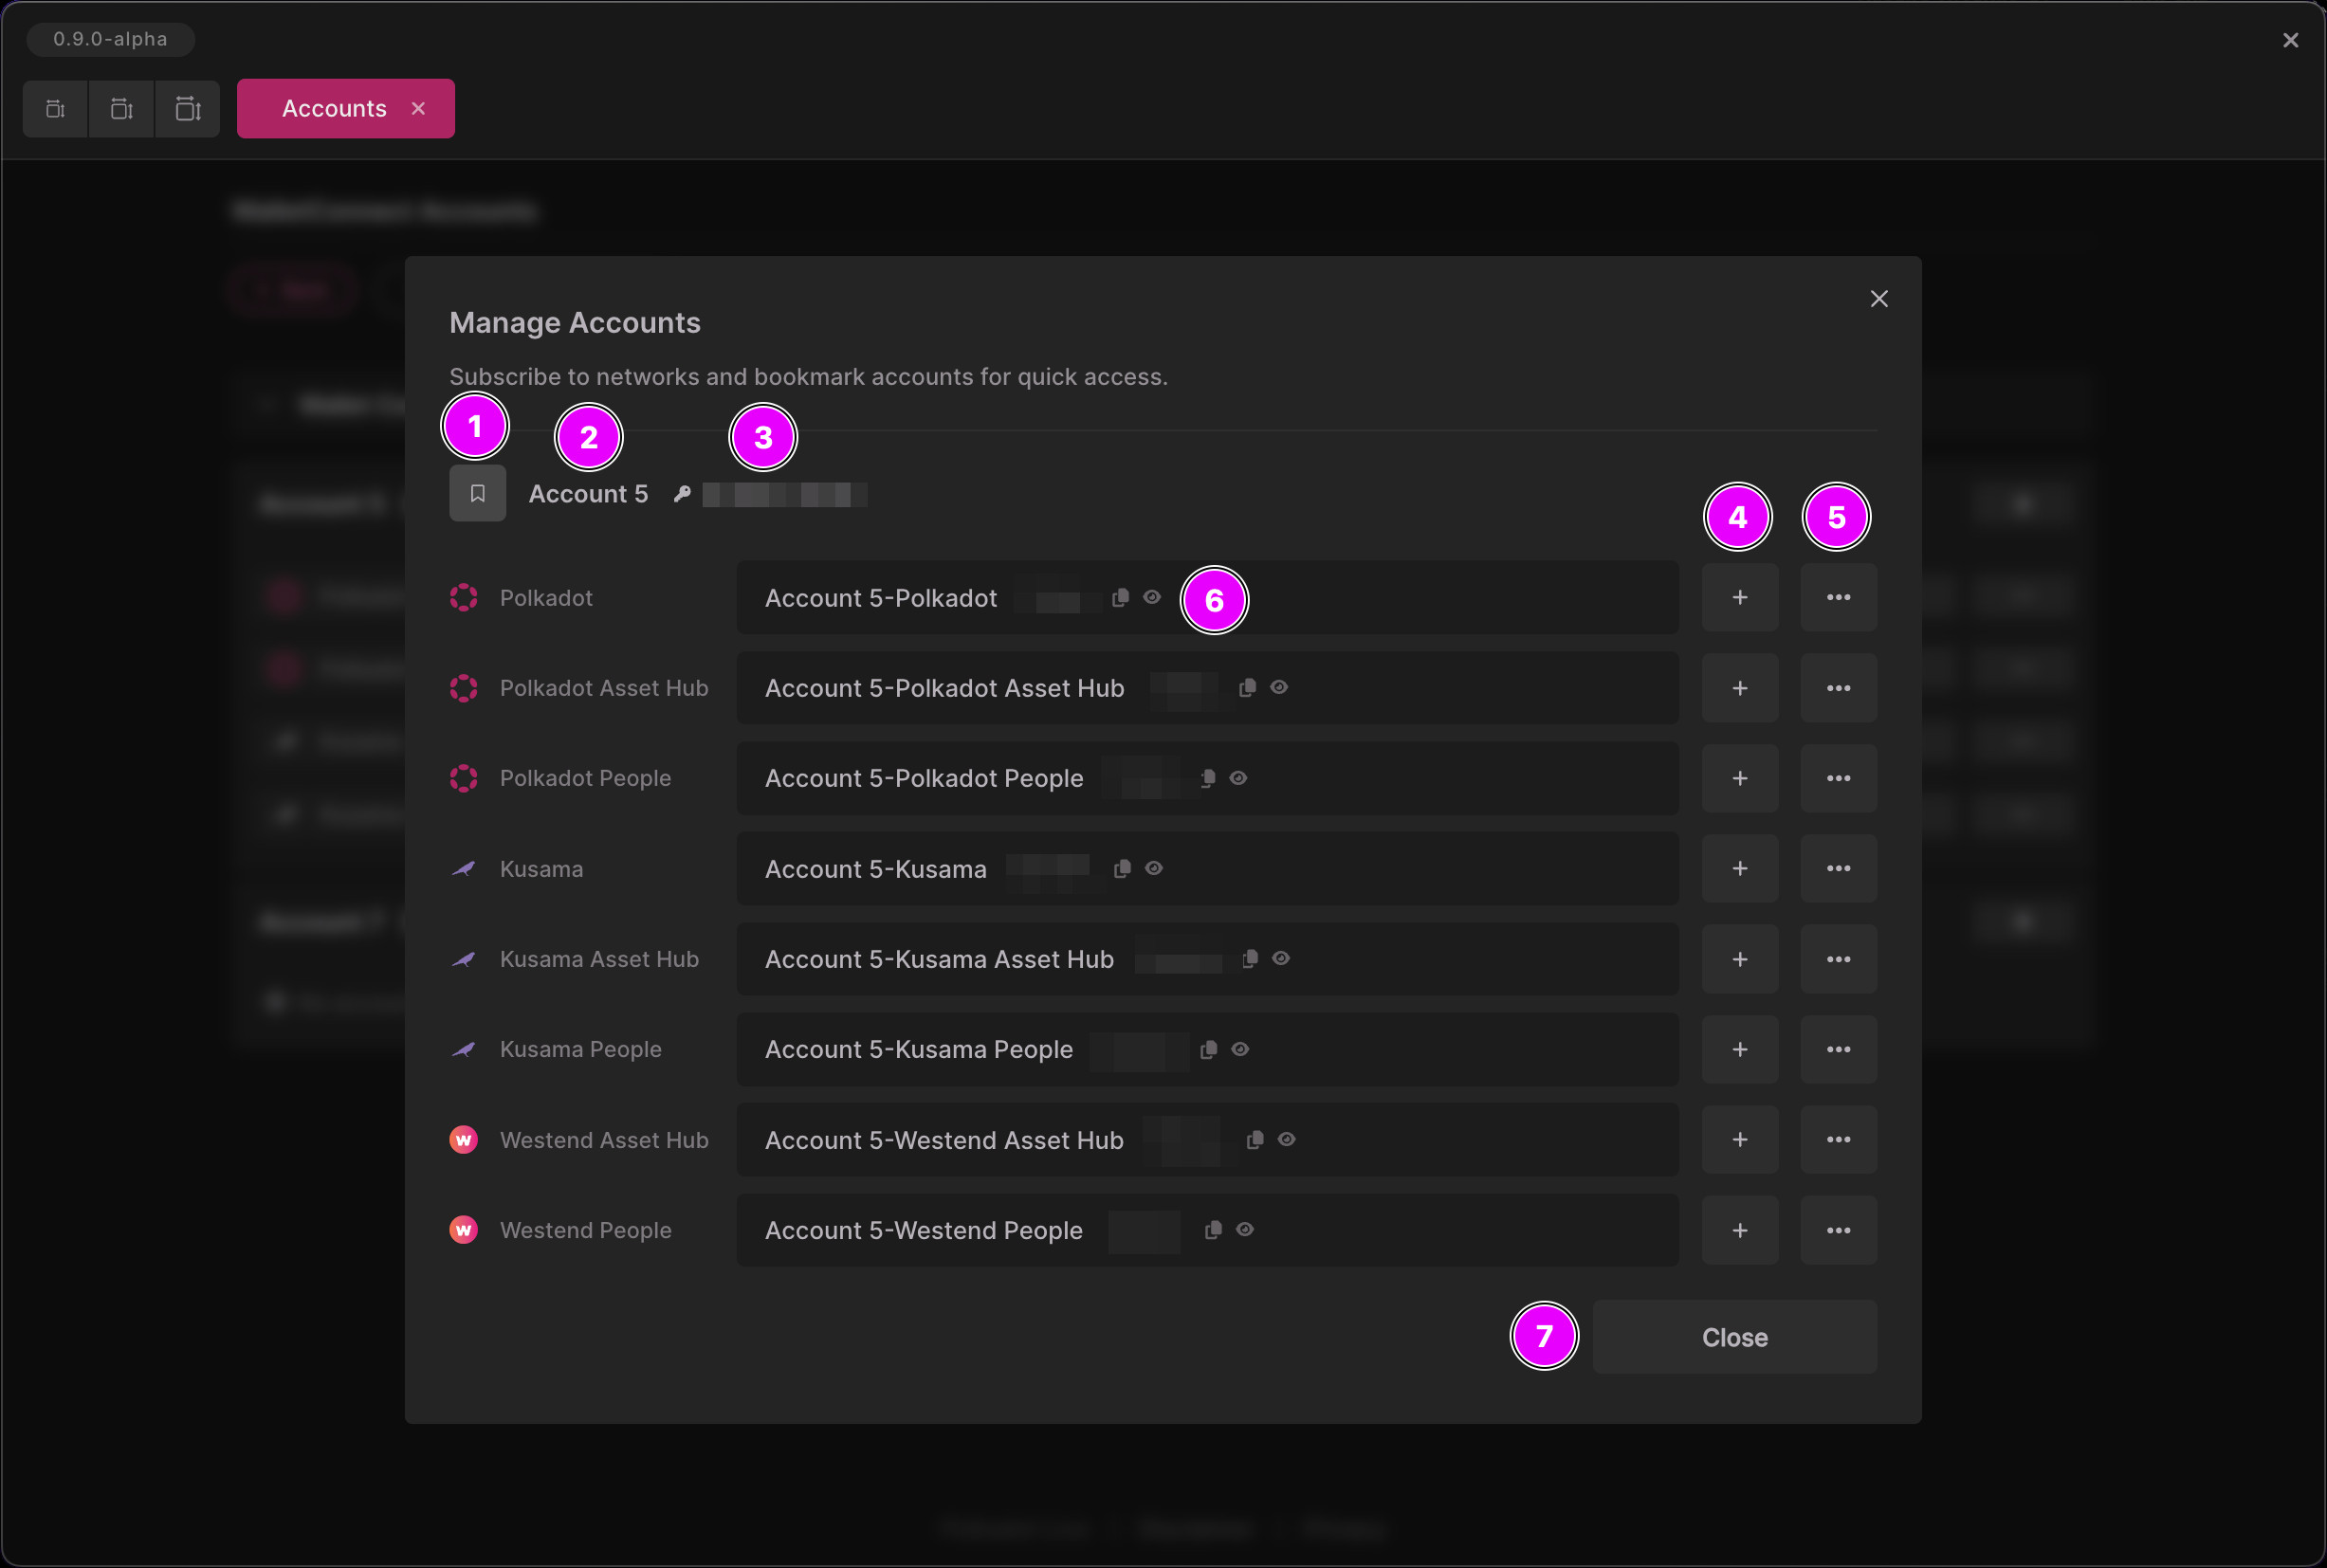 0.9.0-alpha
Accounts
Manage Accounts
Subscribe to networks and bookmark accounts for quick access.
1 2 3
Account 5
4 5
Polkadot Account 5-Polkadot 6
Polkadot Asset Hub Account 5-Polkadot Asset Hub
Polkadot People Account 5-Polkadot People
Kusama Account 5-Kusama
Kusama Asset Hub Account 5-Kusama Asset Hub
Kusama People Account 5-Kusama People
W Westend Asset Hub Account 5-Westend Asset Hub
W Westend People Account 5-Westend People
7 Close